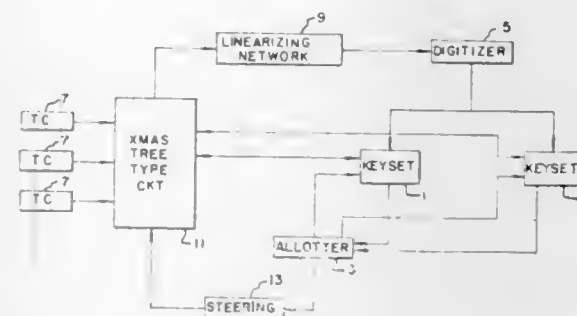 9
LINEARIZING
NETWORK
5
DIGITIZER
7
TC
7
TC
7
TC
XMAS
TREE
TYPE
CKT
11
KEYSET
1
KEYSET
ALLOTTER
3
13
STEERING